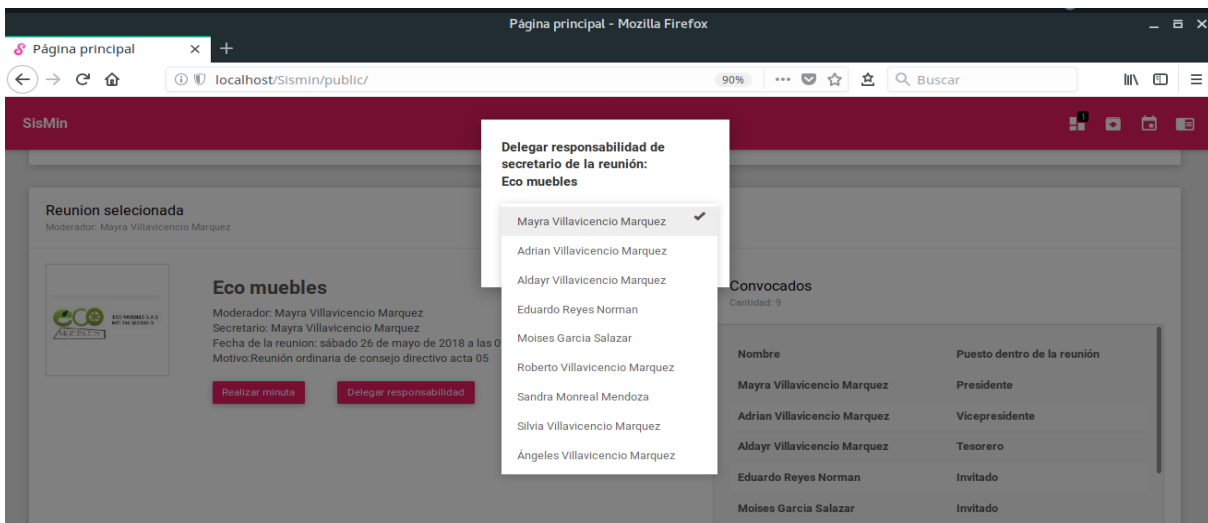 Página principal - Mozilla Firefox
Página principal
localhost/Sismin/public/
90%
Buscar
SisMin
1
Delegar responsabilidad de
secretario de la reunión:
Eco muebles
Mayra Villavicencio Marquez
Adrian Villavicencio Marquez
Aldayr Villavicencio Marquez
Eduardo Reyes Norman
Moises Garcia Salazar
Roberto Villavicencio Marquez
Sandra Monreal Mendoza
Silvia Villavicencio Marquez
Ángeles Villavicencio Marquez
Reunion selecionada
Moderador: Mayra Villavicencio Marquez
eco
ECO MUEBLES S.A.S
MUEBLES
Eco muebles
Moderador: Mayra Villavicencio Marquez
Secretario: Mayra Villavicencio Marquez
Fecha de la reunion: sábado 26 de mayo de 2018 a las 0
Motivo:Reunión ordinaria de consejo directivo acta 05
Realizar minuta
Delegar responsabilidad
Convocados
Cantidad: 9
Nombre Puesto dentro de la reunión
Mayra Villavicencio Marquez Presidente
Adrian Villavicencio Marquez Vicepresidente
Aldayr Villavicencio Marquez Tesorero
Eduardo Reyes Norman Invitado
Moises Garcia Salazar Invitado